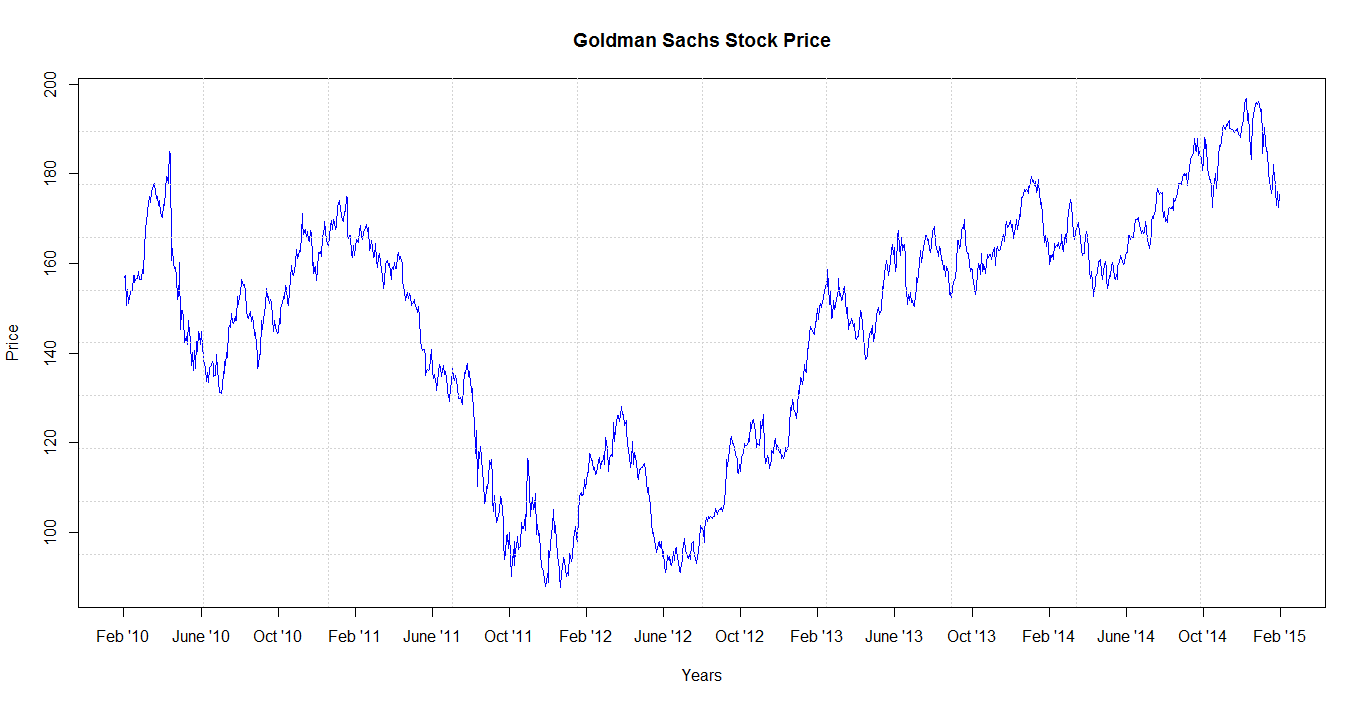 Goldman Sachs Stock Price
200
180
160
140
120
100
Price
Feb '10 June '10 Oct '10 Feb '11 June '11 Oct '11 Feb '12 June '12 Oct '12 Feb '13 June '13 Oct '13 Feb '14 June '14 Oct '14 Feb '15
Years